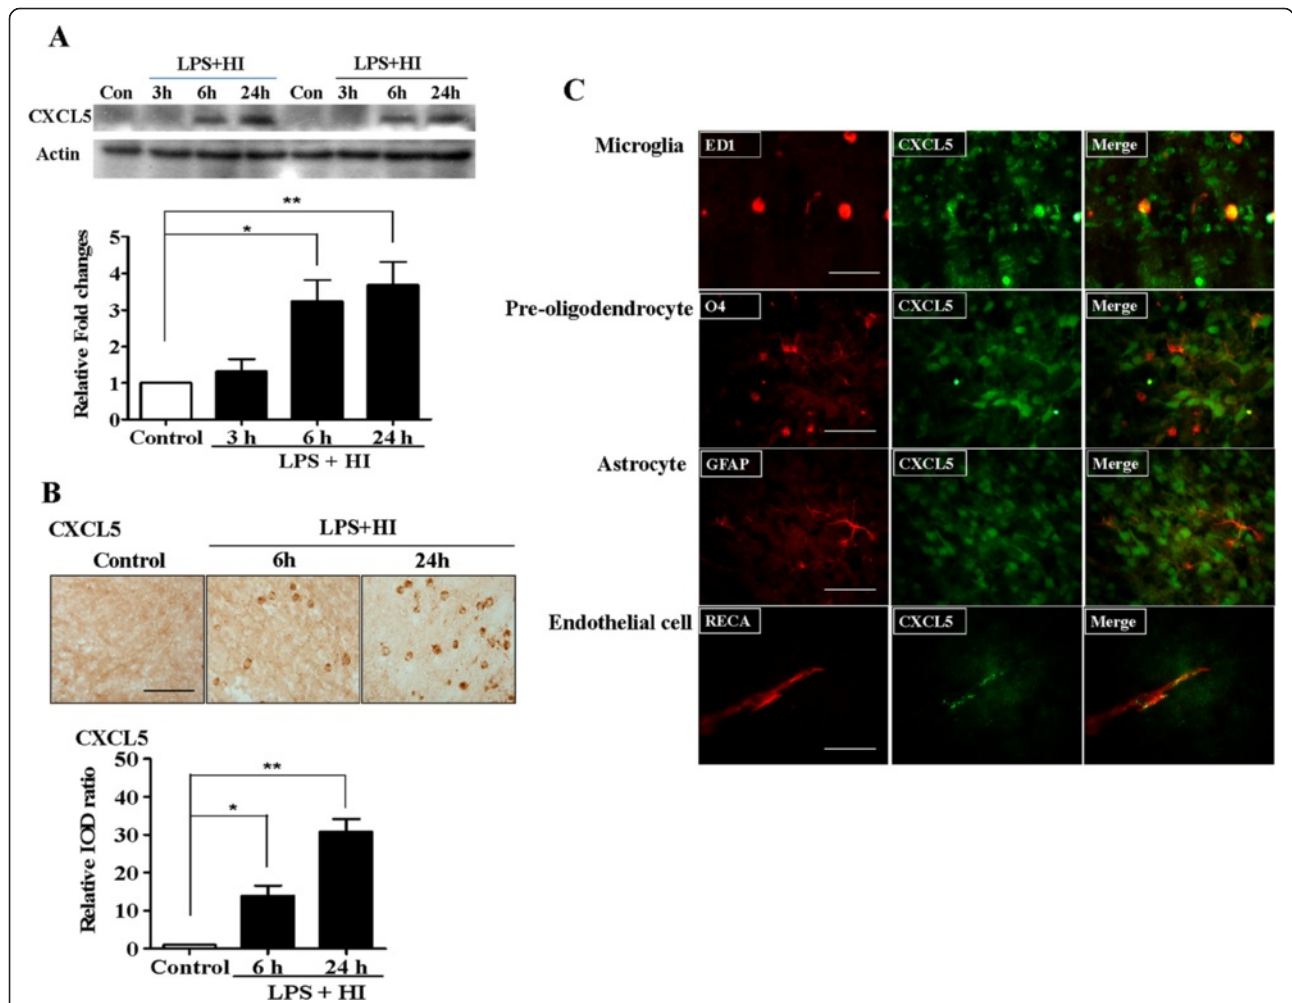 A
LPS+HI LPS+HI
Con 3h 6h 24h Con 3h 6h 24h
CXCL5
Actin
**
*
Relative Fold changes
5
4
3
2
1
0
Control 3 h 6 h 24 h
LPS + HI
B
CXCL5 LPS+HI
Control 6h 24h
CXCL5
**
*
Relative IOD ratio
50
40
30
20
10
0
Control 6 h 24 h
LPS + HI
C
Microglia ED1 CXCL5 Merge
Pre-oligodendrocyte O4 CXCL5 Merge
Astrocyte GFAP CXCL5 Merge
Endothelial cell RECA CXCL5 Merge